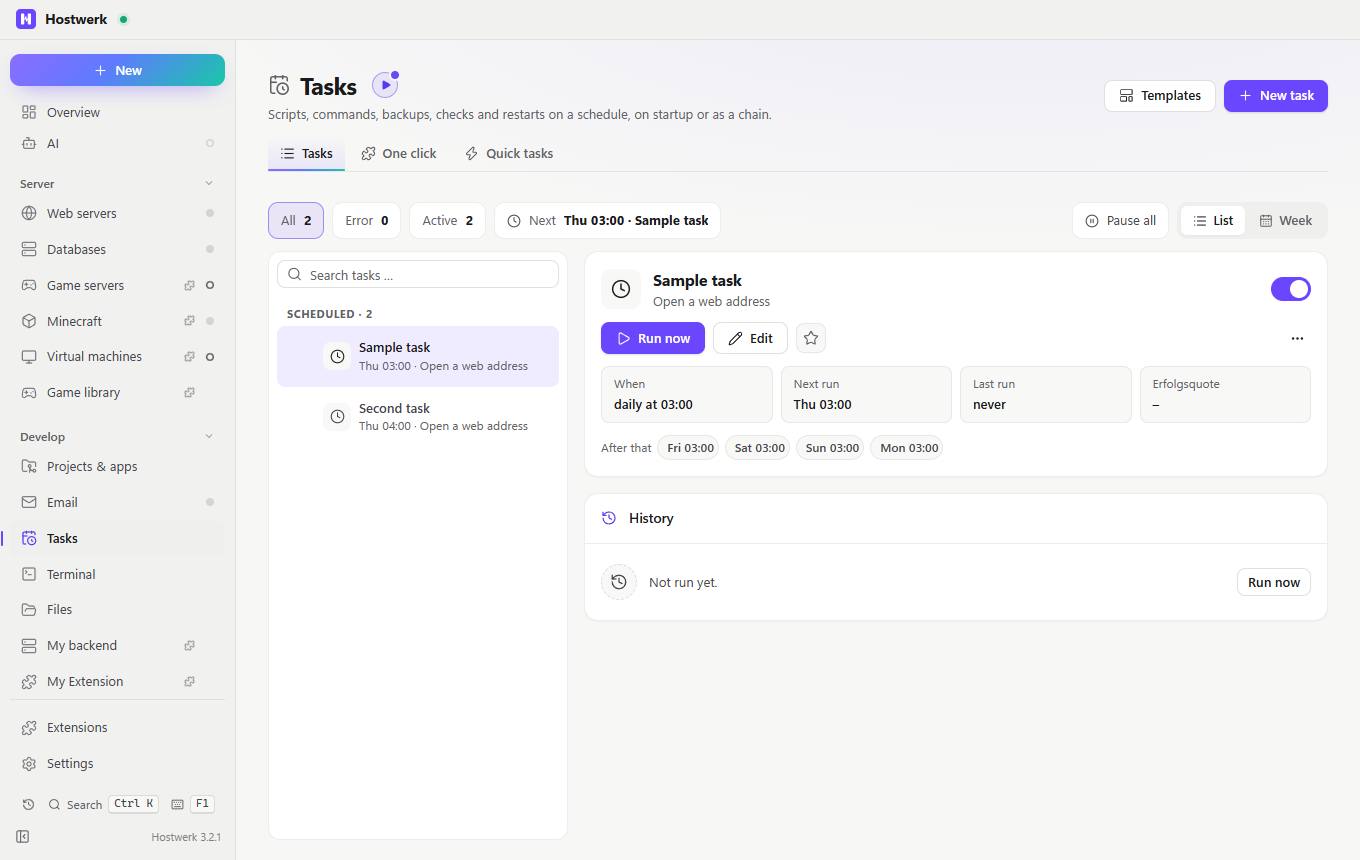 Hostwerk
New
Overview
AI
Server
Web servers
Databases
Game servers
Minecraft
Virtual machines
Game library
Develop
Projects & apps
Email
Tasks
Terminal
Files
My backend
My Extension
Extensions
Settings
Search Ctrl K F1
Hostwerk 3.2.1
Tasks
Scripts, commands, backups, checks and restarts on a schedule, on startup or as a chain.
Templates
New task
Tasks One click Quick tasks
All 2 Error 0 Active 2 Next Thu 03:00 · Sample task
Pause all List Week
Search tasks ...
SCHEDULED · 2
Sample task
Thu 03:00 · Open a web address
Second task
Thu 04:00 · Open a web address
Sample task
Open a web address
Run now Edit
When
daily at 03:00
Next run
Thu 03:00
Last run
never
Erfolgsquote
–
After that Fri 03:00 Sat 03:00 Sun 03:00 Mon 03:00
History
Not run yet.
Run now